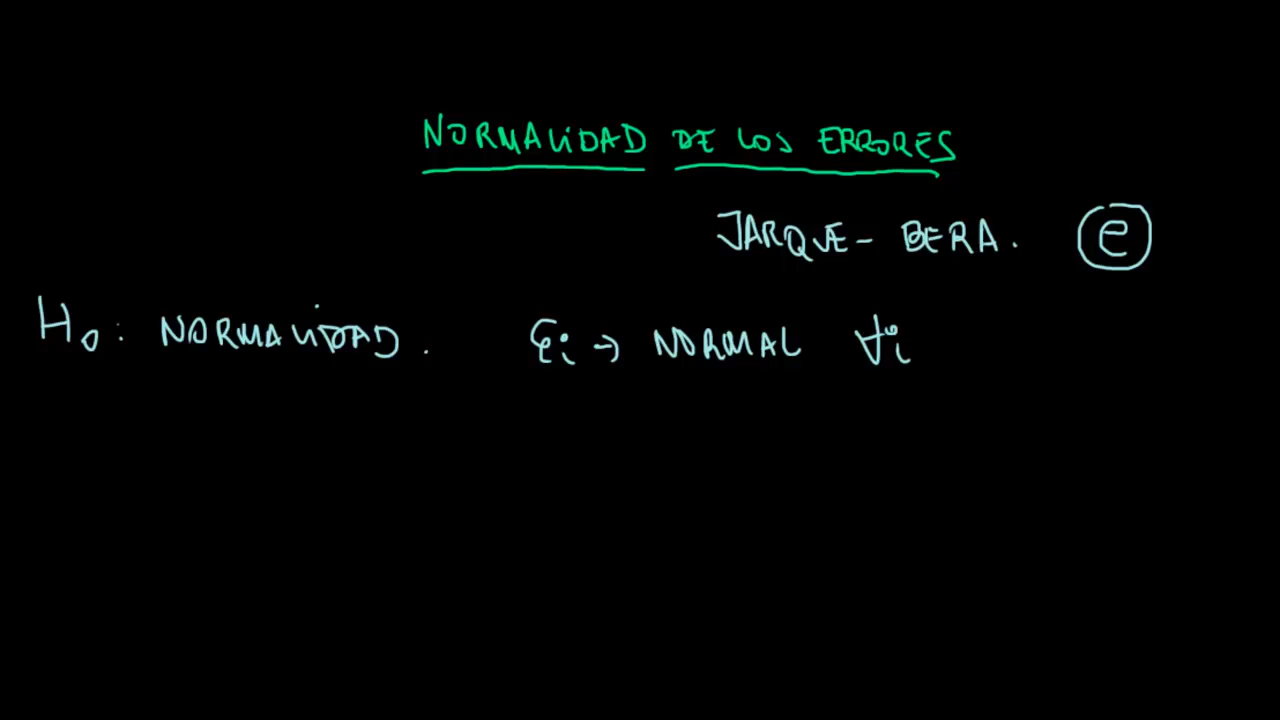 NORMALIDAD DE LOS ERRORES
JARQUE-BERA. e
H0: NORMALIDAD. εi → NORMAL ∀i